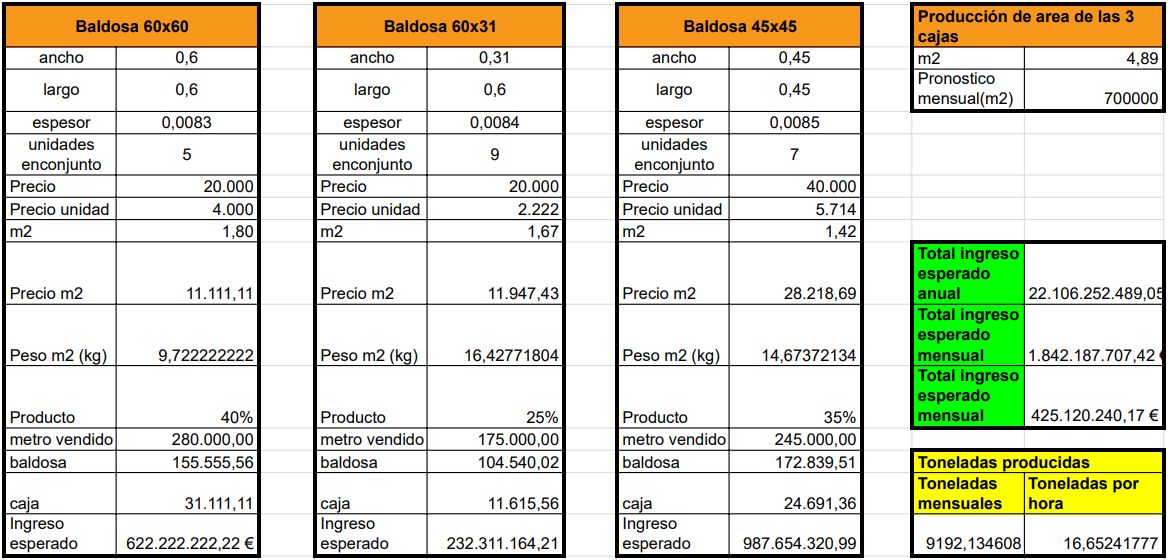 Baldosa 60x60
ancho 0,6
largo 0,6
espesor 0,0083
unidades
enconjunto 5
Precio 20.000
Precio unidad 4.000
m2 1,80
Precio m2 11.111,11
Peso m2 (kg) 9,722222222
Producto 40%
metro vendido 280.000,00
baldosa 155.555,56
caja 31.111,11
Ingreso
esperado 622.222.222,22 €
Baldosa 60x31
ancho 0,31
largo 0,6
espesor 0,0084
unidades
enconjunto 9
Precio 20.000
Precio unidad 2.222
m2 1,67
Precio m2 11.947,43
Peso m2 (kg) 16,42771804
Producto 25%
metro vendido 175.000,00
baldosa 104.540,02
caja 11.615,56
Ingreso
esperado 232.311.164,21
Baldosa 45x45
ancho 0,45
largo 0,45
espesor 0,0085
unidades
enconjunto 7
Precio 40.000
Precio unidad 5.714
m2 1,42
Precio m2 28.218,69
Peso m2 (kg) 14,67372134
Producto 35%
metro vendido 245.000,00
baldosa 172.839,51
caja 24.691,36
Ingreso
esperado 987.654.320,99
Producción de area de las 3
cajas
m2 4,89
Pronostico
mensual(m2) 700000
Total ingreso
esperado
anual 22.106.252.489,05
Total ingreso
esperado
mensual 1.842.187.707,42 €
Total ingreso
esperado
mensual 425.120.240,17 €
Toneladas producidas
Toneladas Toneladas por
mensuales hora
9192,134608 16,65241777